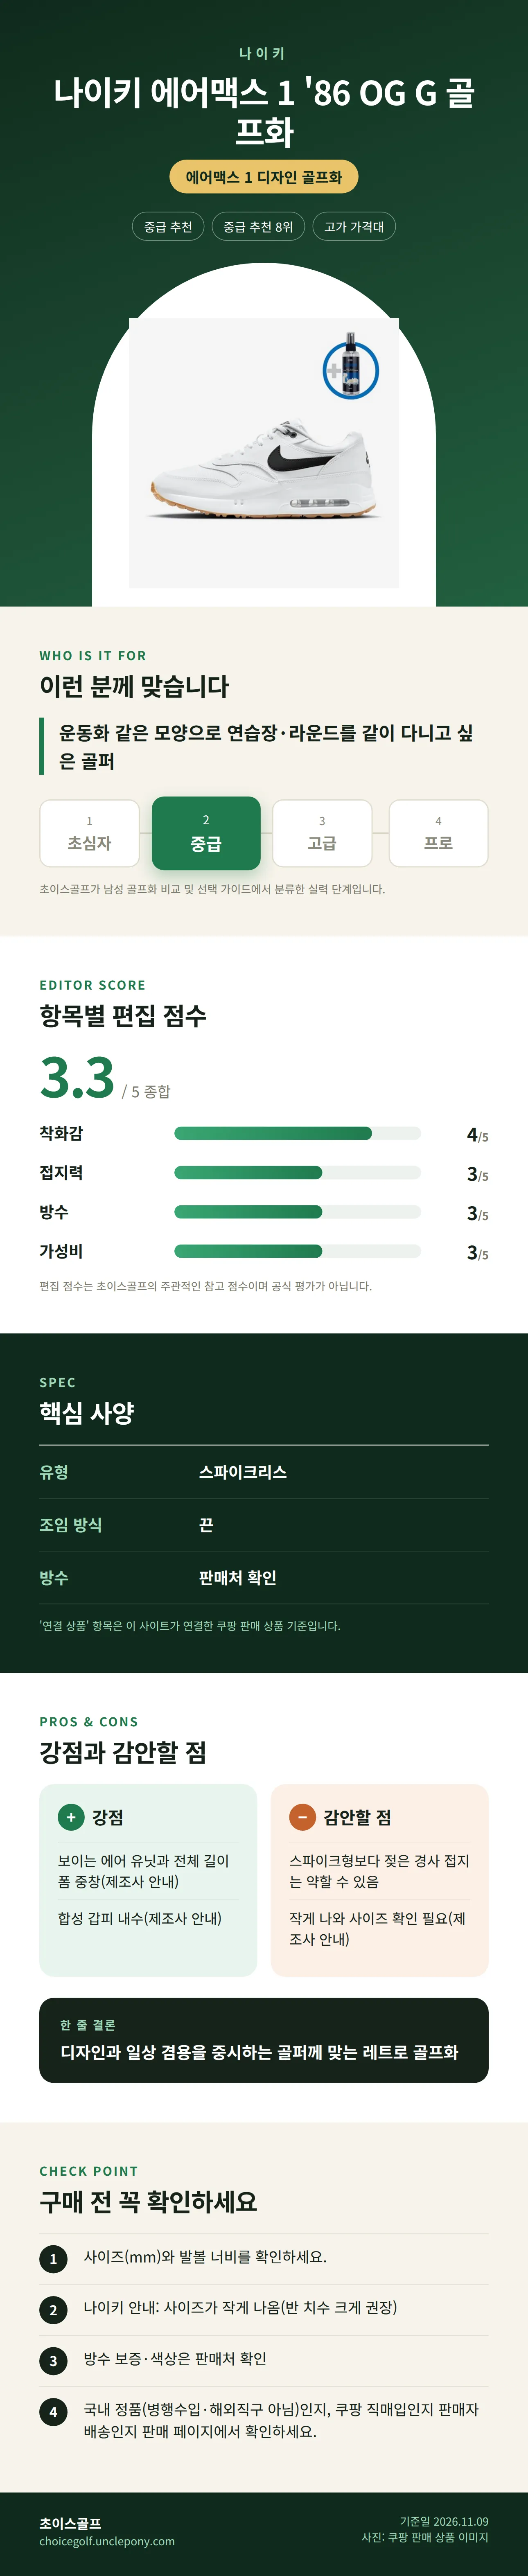 나이키
나이키 에어맥스 1 '86 OG G 골
프화
에어맥스 1 디자인 골프화
중급 추천
중급 추천 8위
고가 가격대
WHO IS IT FOR
이런 분께 맞습니다
운동화 같은 모양으로 연습장·라운드를 같이 다니고 싶
은 골퍼
1
초심자
2
중급
3
고급
4
프로
초이스골프가 남성 골프화 비교 및 선택 가이드에서 분류한 실력 단계입니다.
EDITOR SCORE
항목별 편집 점수
3.3 / 5 종합
착화감 4/5
접지력 3/5
방수 3/5
가성비 3/5
편집 점수는 초이스골프의 주관적인 참고 점수이며 공식 평가가 아닙니다.
SPEC
핵심 사양
유형 스파이크리스
조임 방식 끈
방수 판매처 확인
'연결 상품' 항목은 이 사이트가 연결한 쿠팡 판매 상품 기준입니다.
PROS & CONS
강점과 감안할 점
+ 강점
보이는 에어 유닛과 전체 길이
폼 중창(제조사 안내)
합성 갑피 내수(제조사 안내)
− 감안할 점
스파이크형보다 젖은 경사 접지
는 약할 수 있음
작게 나와 사이즈 확인 필요(제
조사 안내)
한 줄 결론
디자인과 일상 겸용을 중시하는 골퍼께 맞는 레트로 골프화
CHECK POINT
구매 전 꼭 확인하세요
1 사이즈(mm)와 발볼 너비를 확인하세요.
2 나이키 안내: 사이즈가 작게 나옴(반 치수 크게 권장)
3 방수 보증·색상은 판매처 확인
4 국내 정품(병행수입·해외직구 아님)인지, 쿠팡 직매입인지 판매자
배송인지 판매 페이지에서 확인하세요.
초이스골프
choicegolf.unclepony.com
기준일 2026.11.09
사진: 쿠팡 판매 상품 이미지